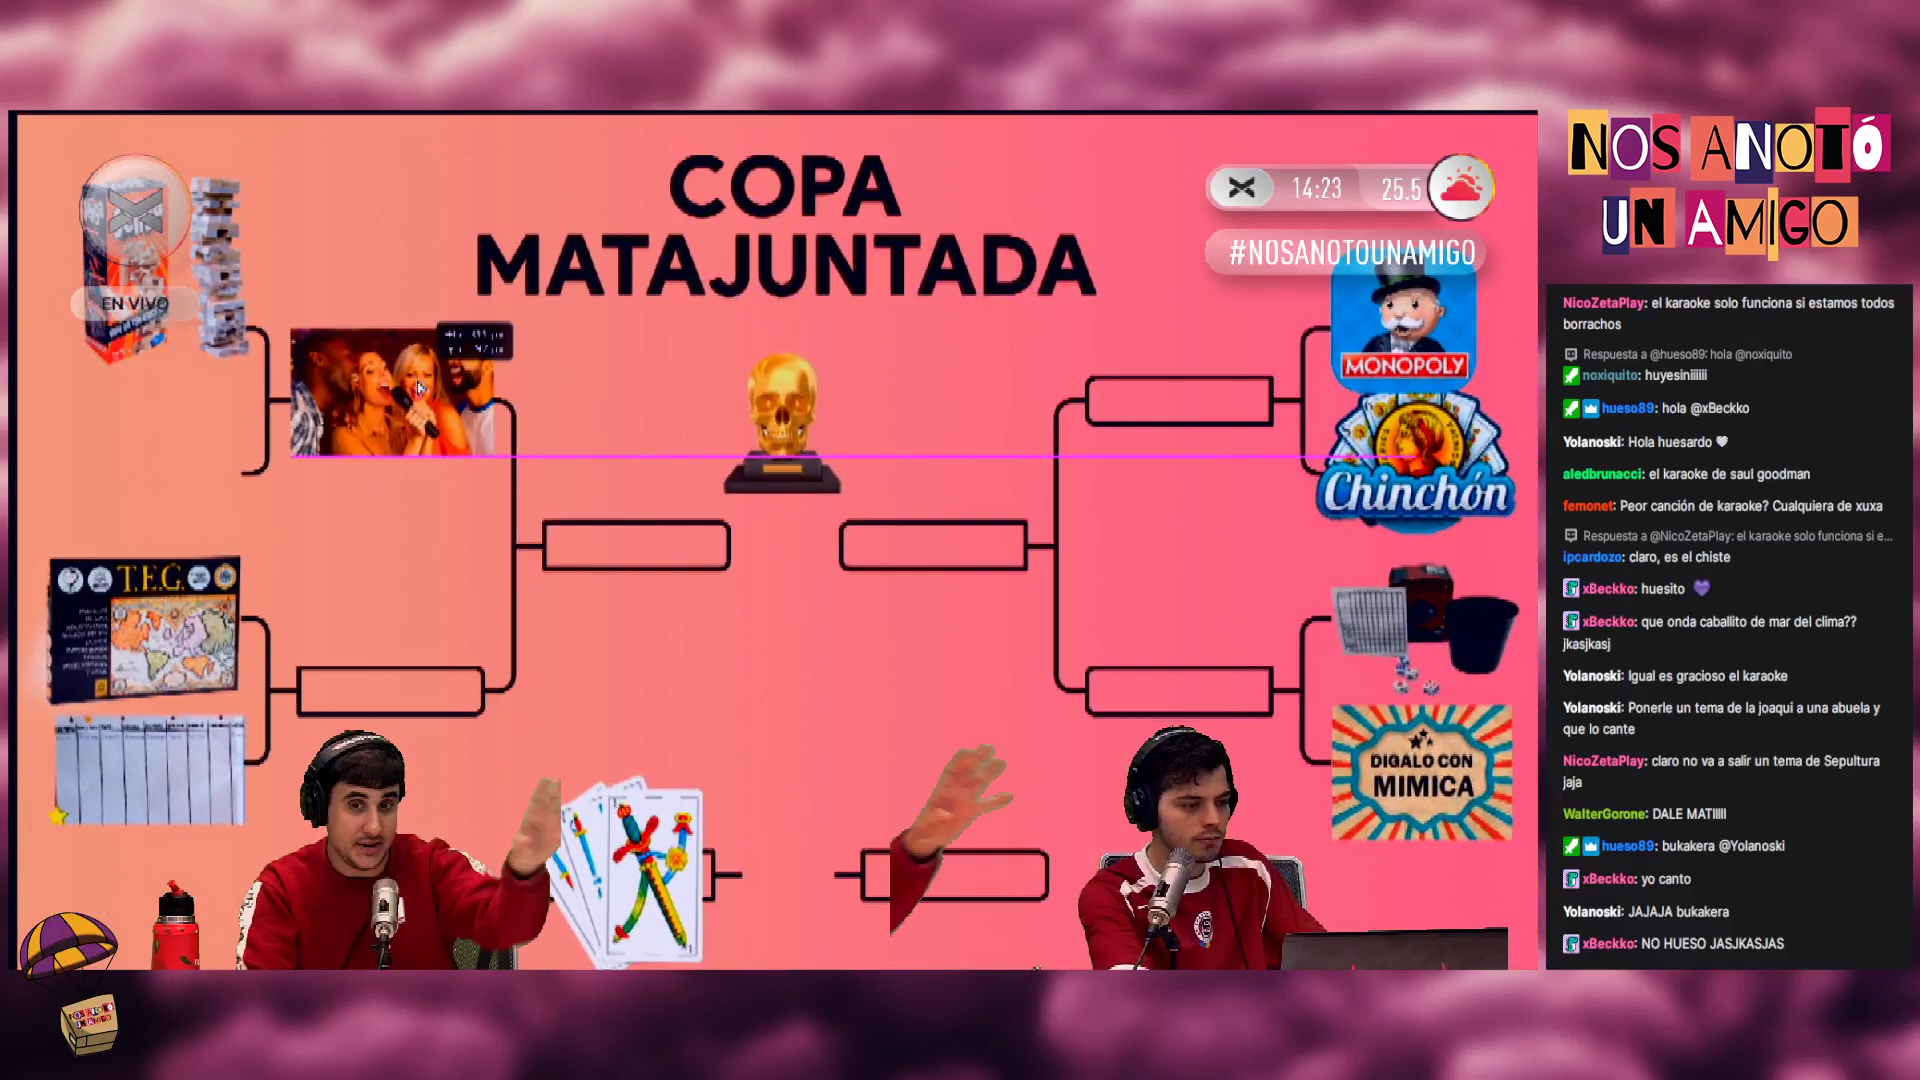 COPA
MATAJUNTADA
14:23
25.5
#NOSANOTOUNAMIGO
EN VIVO
MONOPOLY
Chinchón
T.E.G.
DIGALO CON
MIMICA
NOS ANOTÓ
UN AMIGO
NicoZetaPlay: el karaoke solo funciona si estamos todos
borrachos
Respuesta a @hueso89: hola @noxiquito
noxiquito: huyesiniiiiii
hueso89: hola @xBeckko
Yolanoski: Hola huesardo
aledbrunacci: el karaoke de saul goodman
femonet: Peor canción de karaoke? Cualquiera de xuxa
Respuesta a @NicoZetaPlay: el karaoke solo funciona si e...
ipcardozo: claro, es el chiste
xBeckko: huesito
xBeckko: que onda caballito de mar del clima??
jkasjkasj
Yolanoski: Igual es gracioso el karaoke
Yolanoski: Ponerle un tema de la joaqui a una abuela y
que lo cante
NicoZetaPlay: claro no va a salir un tema de Sepultura
jaja
WalterGorone: DALE MATIIIII
hueso89: bukakera @Yolanoski
xBeckko: yo canto
Yolanoski: JAJAJA bukakera
xBeckko: NO HUESO JASJKASJAS